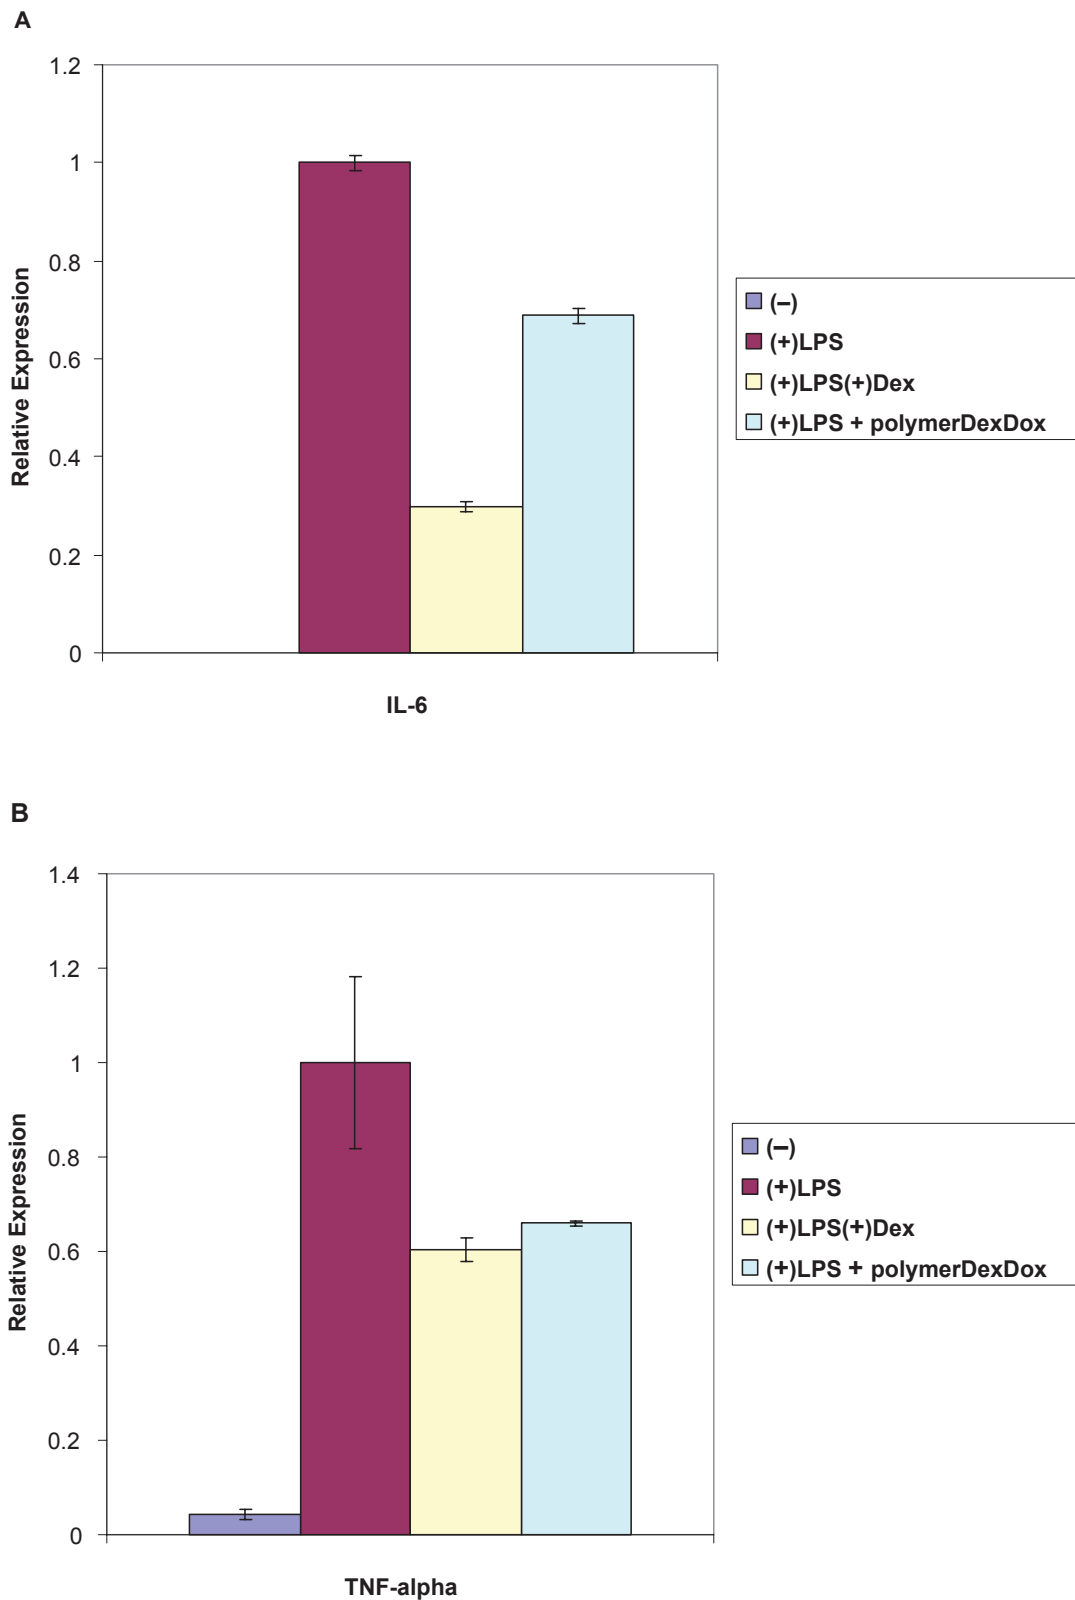 A
1.2
1
0.8
0.6
0.4
0.2
0
Relative Expression
IL-6
(–)
(+)LPS
(+)LPS(+)Dex
(+)LPS + polymerDexDox
B
1.4
1.2
1
0.8
0.6
0.4
0.2
0
Relative Expression
TNF-alpha
(–)
(+)LPS
(+)LPS(+)Dex
(+)LPS + polymerDexDox